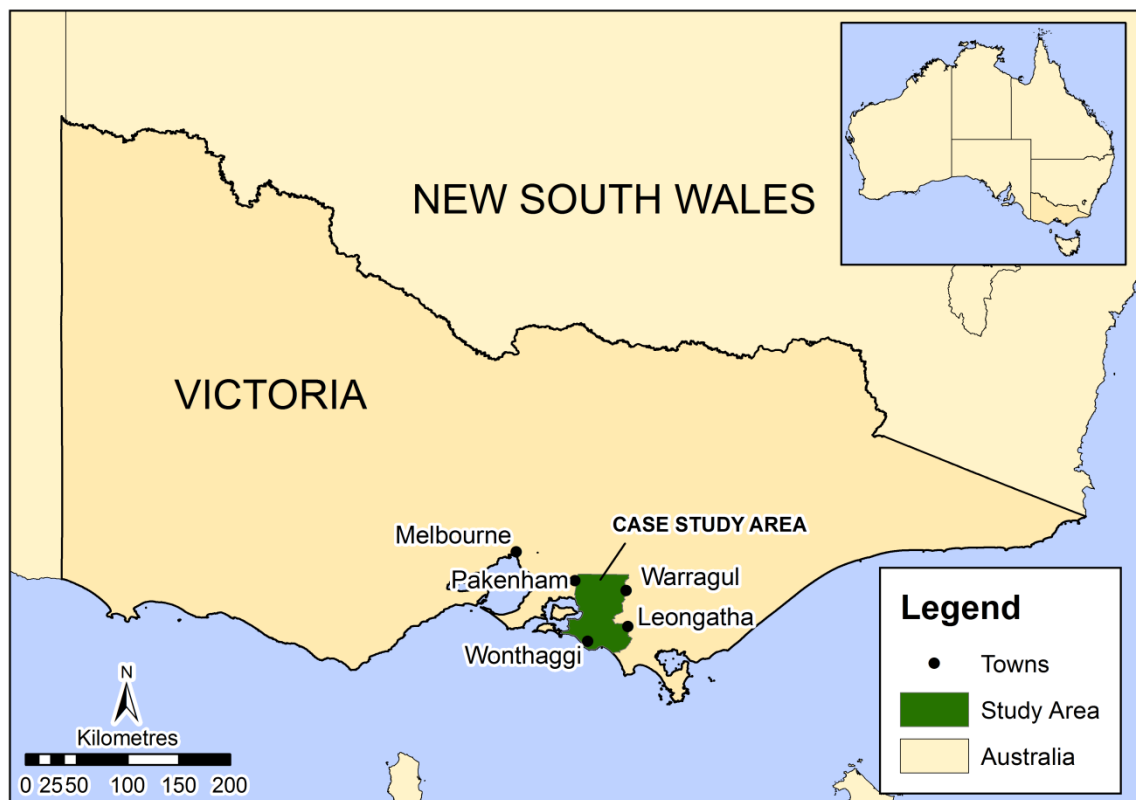 NEW SOUTH WALES
VICTORIA
CASE STUDY AREA
Melbourne
Pakenham
Warragul
Leongatha
Wonthaggi
N
Kilometres
0 25 50 100 150 200
Legend
Towns
Study Area
Australia